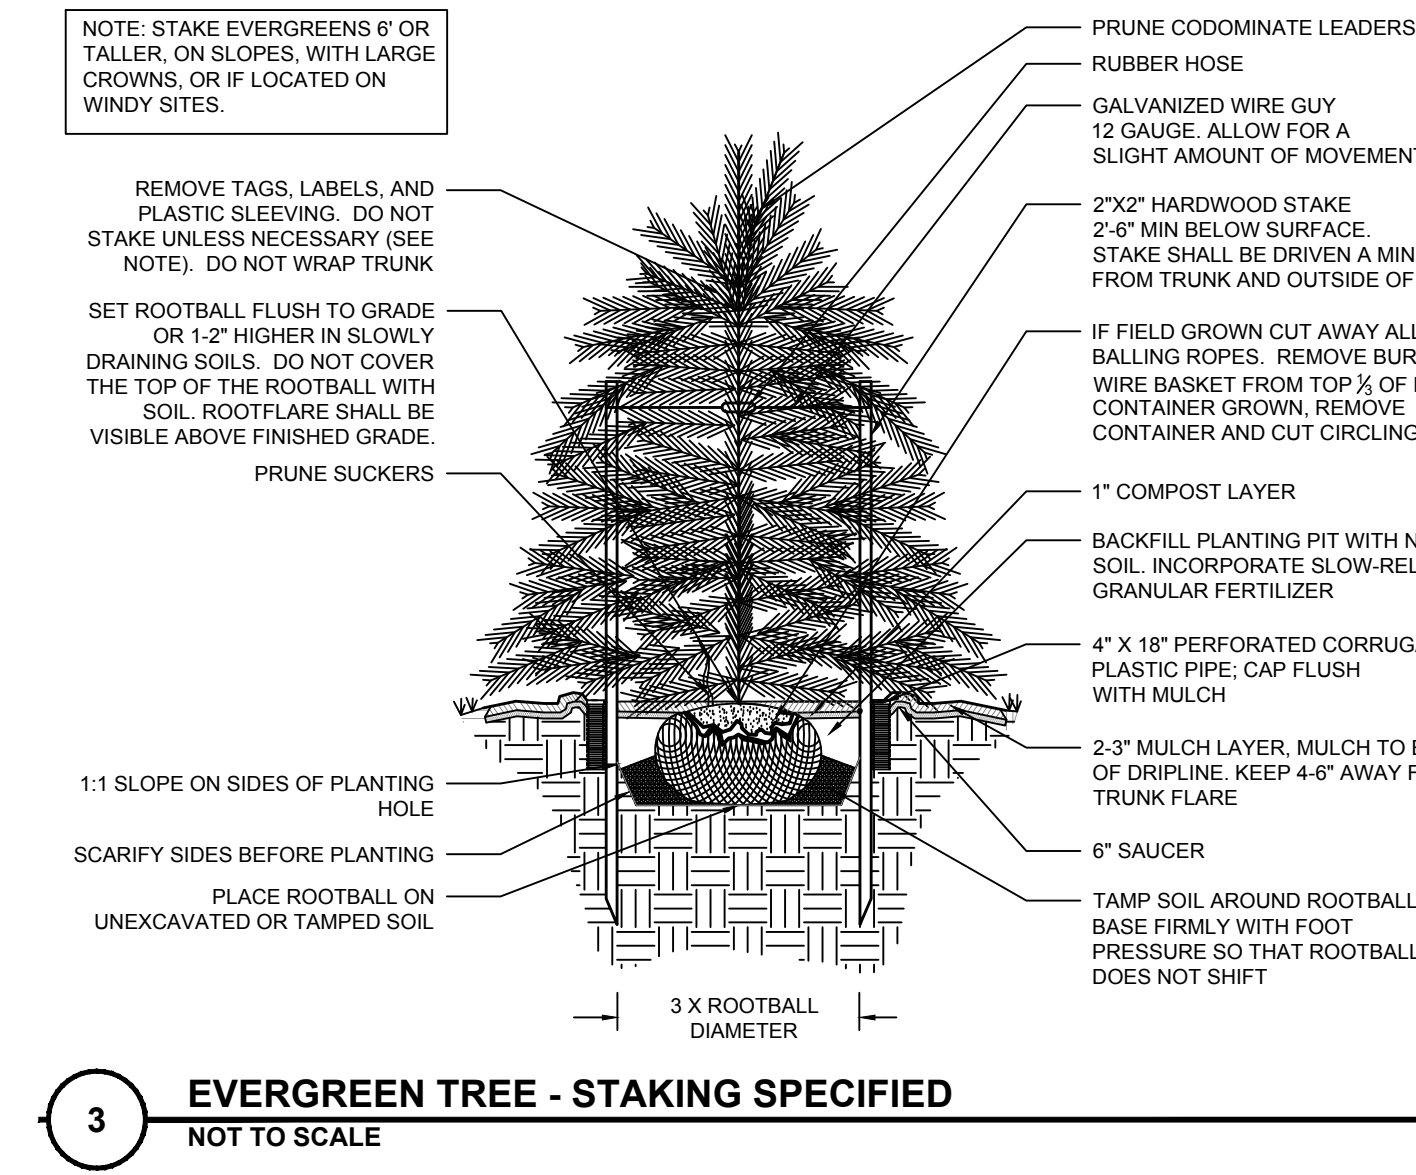 NOTE: STAKE EVERGREENS 6' OR
TALLER, ON SLOPES, WITH LARGE
CROWNS, OR IF LOCATED ON
WINDY SITES.
REMOVE TAGS, LABELS, AND
PLASTIC SLEEVING. DO NOT
STAKE UNLESS NECESSARY (SEE
NOTE). DO NOT WRAP TRUNK
SET ROOTBALL FLUSH TO GRADE
OR 1-2" HIGHER IN SLOWLY
DRAINING SOILS. DO NOT COVER
THE TOP OF THE ROOTBALL WITH
SOIL. ROOTFLARE SHALL BE
VISIBLE ABOVE FINISHED GRADE.
PRUNE SUCKERS
1:1 SLOPE ON SIDES OF PLANTING
HOLE
SCARIFY SIDES BEFORE PLANTING
PLACE ROOTBALL ON
UNEXCAVATED OR TAMPED SOIL
PRUNE CODOMINATE LEADERS
RUBBER HOSE
GALVANIZED WIRE GUY
12 GAUGE. ALLOW FOR A
SLIGHT AMOUNT OF MOVEMENT
2"X2" HARDWOOD STAKE
2'-6" MIN BELOW SURFACE.
STAKE SHALL BE DRIVEN A MIN
FROM TRUNK AND OUTSIDE OF
IF FIELD GROWN CUT AWAY ALL
BALLING ROPES. REMOVE
WIRE BASKET FROM TOP ⅓ OF
CONTAINER GROWN, REMOVE
CONTAINER AND CUT CIRCLING
1" COMPOST LAYER
BACKFILL PLANTING PIT WITH
SOIL. INCORPORATE
GRANULAR FERTILIZER
4" X 18" PERFORATED
PLASTIC PIPE; CAP FLUSH
WITH MULCH
2-3" MULCH LAYER, MULCH TO
OF DRIPLINE. KEEP 4-6" AWAY
TRUNK FLARE
6" SAUCER
TAMP SOIL AROUND ROOTBALL
BASE FIRMLY WITH FOOT
PRESSURE SO THAT ROOTBALL
DOES NOT SHIFT
3 X ROOTBALL
DIAMETER
3
EVERGREEN TREE - STAKING SPECIFIED
NOT TO SCALE